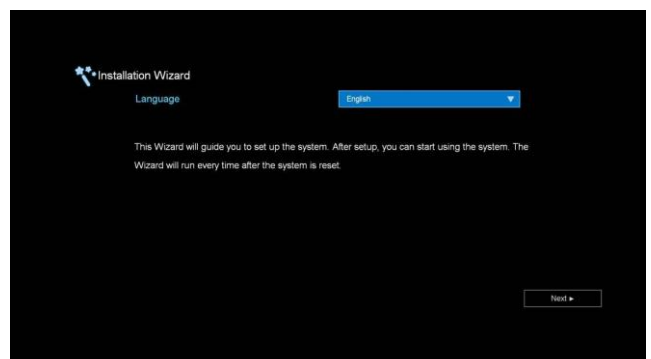 Installation Wizard
Language
English
This Wizard will guide you to set up the system. After setup, you can start using the system. The
Wizard will run every time after the system is reset.
Next